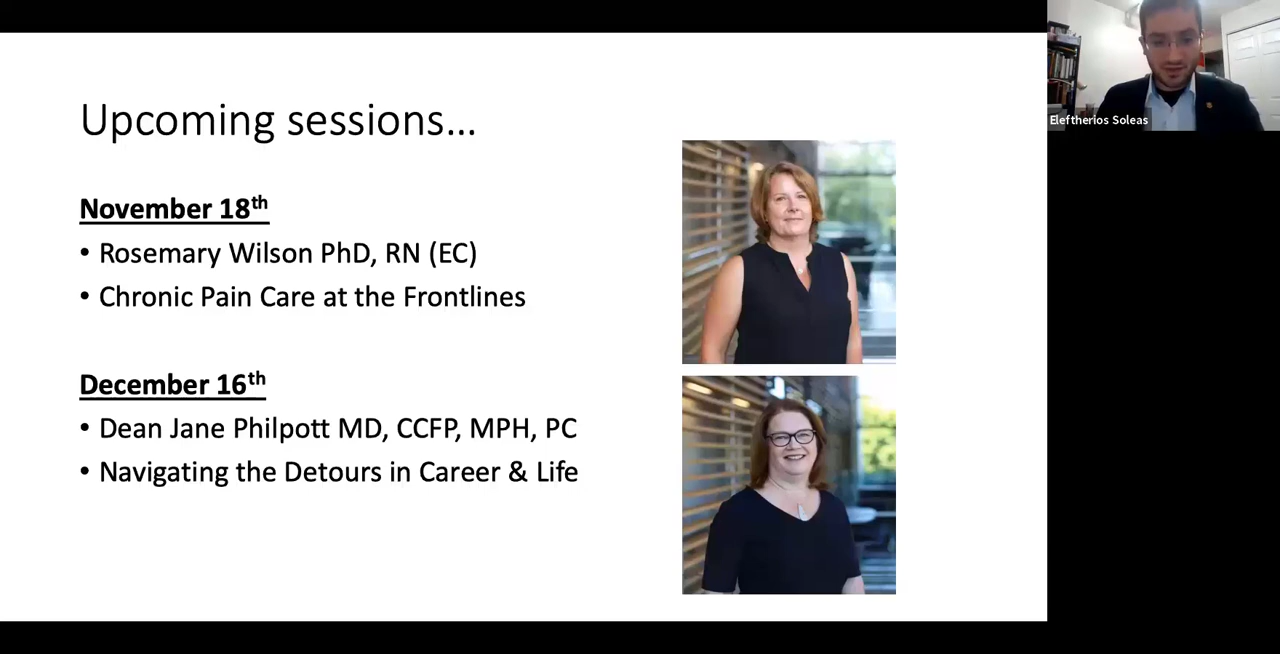 Upcoming sessions...
November 18th
• Rosemary Wilson PhD, RN (EC)
• Chronic Pain Care at the Frontlines
December 16th
• Dean Jane Philpott MD, CCFP, MPH, PC
• Navigating the Detours in Career & Life
Eleftherios Soleas